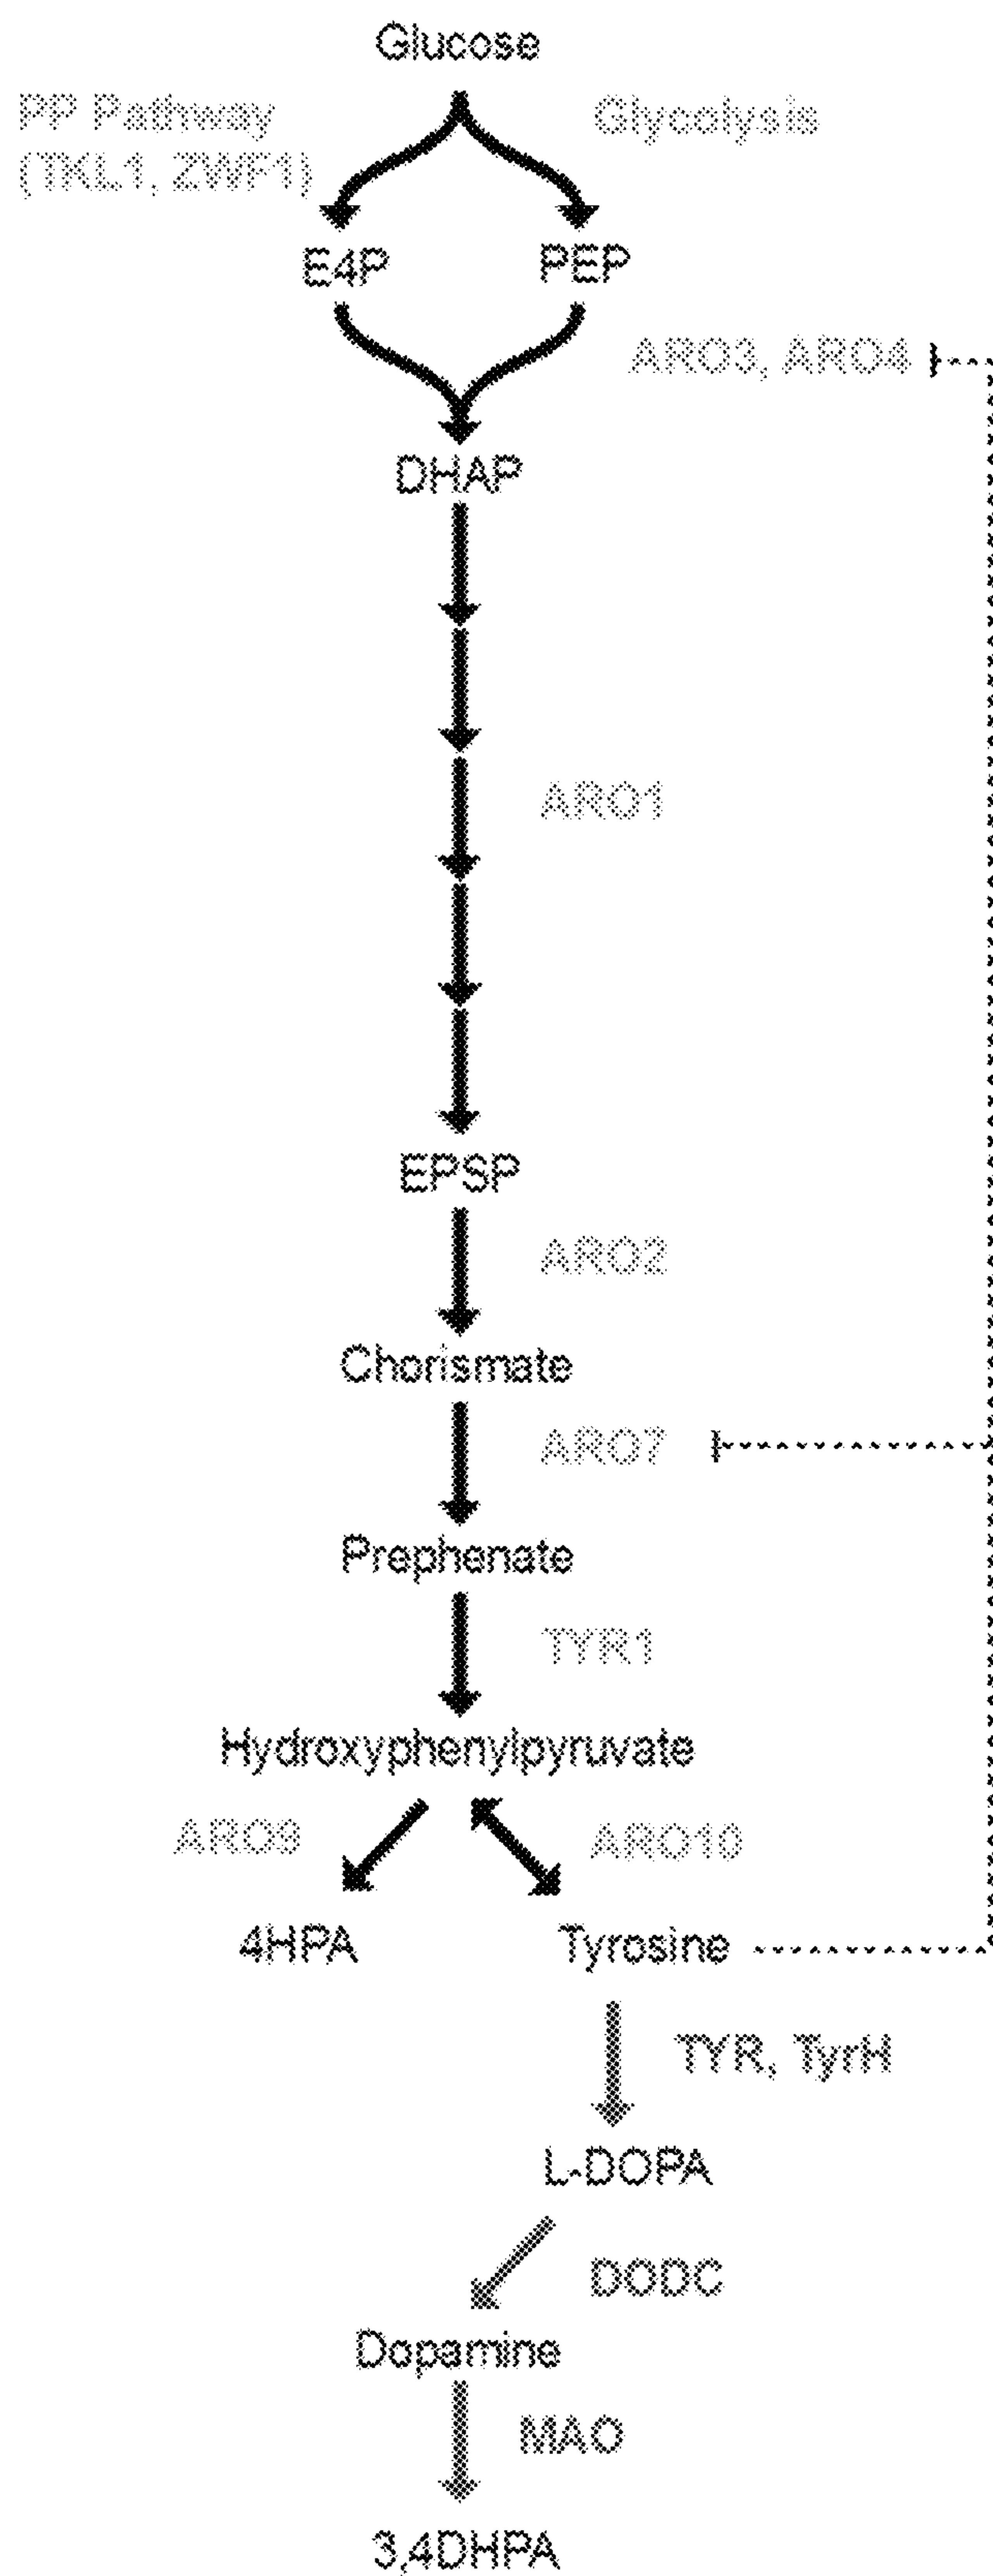 Glucose
PP Pathway
(TKL1, ZWF1)
Glycolysis
E4P
PEP
ARO3, ARO4
DHAP
ARO1
EPSP
ARO2
Chorismate
ARO7
Prephenate
TYR1
Hydroxyphenylpyruvate
ARO9
ARO10
4HPA
Tyrosine
TYR, TyrH
L-DOPA
DODC
Dopamine
MAO
3,4DHPA